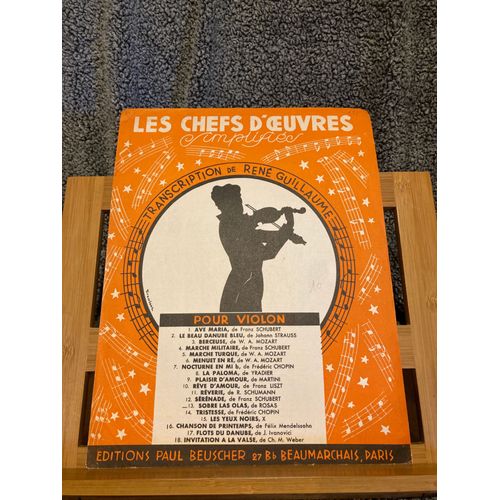 LES CHEFS D'ŒUVRES
Simplifiés
TRANSCRIPTION DE RENÉ GUILLAUME
POUR VIOLON
1. AVE MARIA, de Franz SCHUBERT
2. LE BEAU DANUBE BLEU, de Johann STRAUSS
3. BERCEUSE, de W. A. MOZART
4. MARCHE MILITAIRE, de Franz SCHUBERT
5. MARCHE TURQUE, de W. A. MOZART
6. MENUET EN RÉ, de W. A. MOZART
7. NOCTURNE EN MI b, de Frédéric CHOPIN
8. LA PALOMA, de YRADIER
9. PLAISIR D'AMOUR, de MARTINI
10. RÊVE D'AMOUR, de Franz LISZT
11. RÊVERIE, de R. SCHUMANN
12. SÉRÉNADE, de Franz SCHUBERT
13. SOBRE LAS OLAS, de ROSAS
14. TRISTESSE, de Frédéric CHOPIN
15. LES YEUX NOIRS, X
16. CHANSON DE PRINTEMPS, de Félix Mendelssohn
17. FLOTS DU DANUBE, de J. Ivanovici
18. INVITATION A LA VALSE, de Ch. M. Weber
EDITIONS PAUL BEUSCHER 27 Bd BEAUMARCHAIS, PARIS